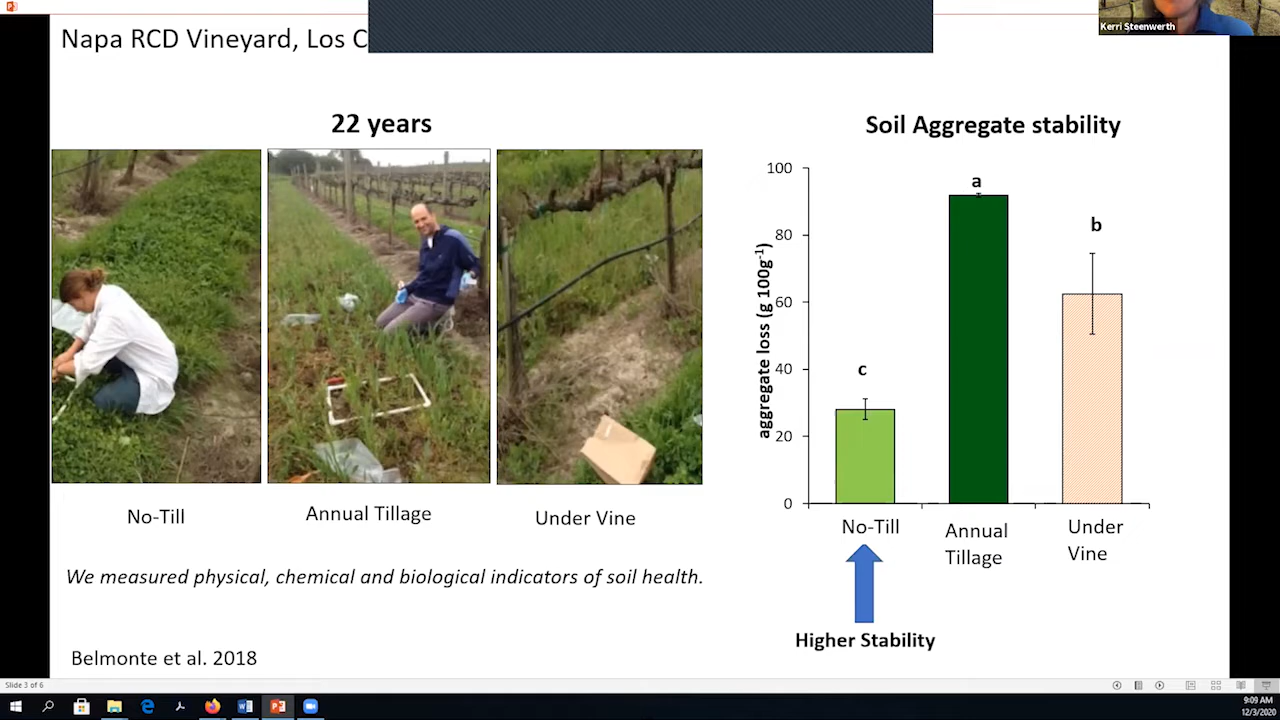 Kerri Steenwerth
Napa RCD Vineyard, Los C
22 years
No-Till
Annual Tillage
Under Vine
We measured physical, chemical and biological indicators of soil health.
Belmonte et al. 2018
Soil Aggregate stability
aggregate loss (g 100g-1)
100
80
60
40
20
0
c
a
b
No-Till
Annual
Tillage
Under
Vine
Higher Stability
Slide 3 of 6
9:09 AM
12/3/2020